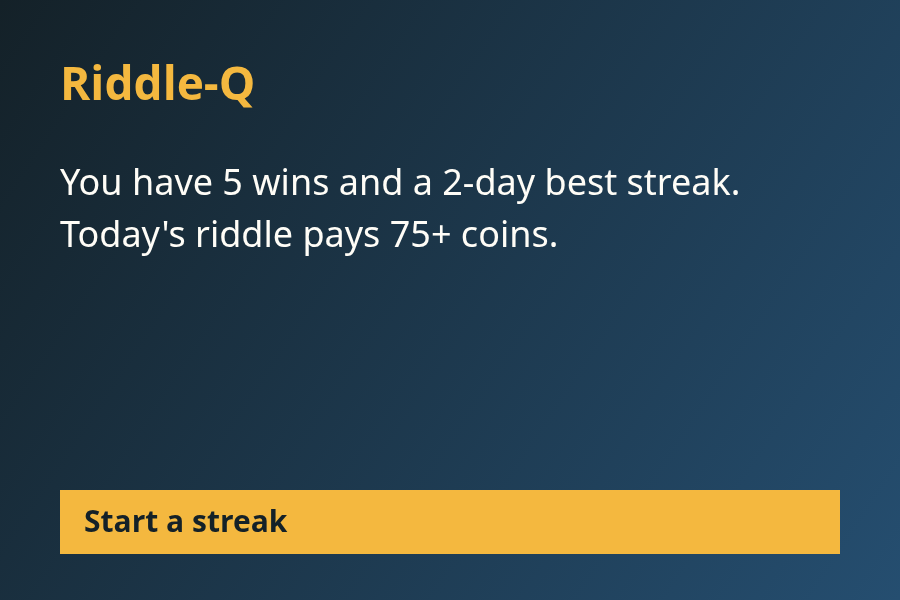 Riddle-Q
You have 5 wins and a 2-day best streak.
Today's riddle pays 75+ coins.
Start a streak